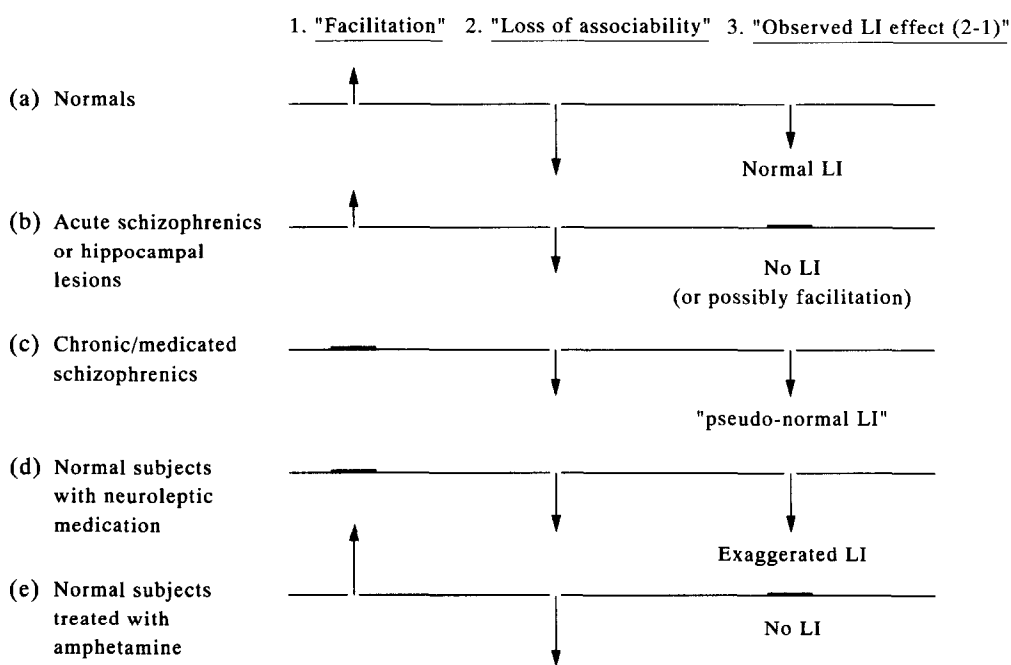 1. "Facilitation" 2. "Loss of associability" 3. "Observed LI effect (2-1)"
(a) Normals
Normal LI
(b) Acute schizophrenics
or hippocampal
lesions
No LI
(or possibly facilitation)
(c) Chronic/medicated
schizophrenics
"pseudo-normal LI"
(d) Normal subjects
with neuroleptic
medication
Exaggerated LI
(e) Normal subjects
treated with
amphetamine
No LI